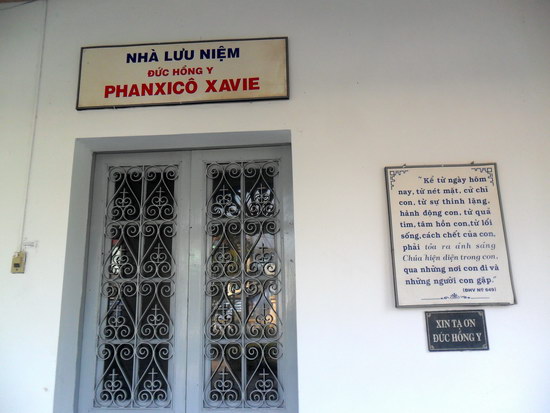 NHÀ LƯU NIỆM
ĐỨC HỒNG Y
PHANXICÔ XAVIE
"Kể từ ngày hôm
nay, từ nét mặt, cử chỉ
con, từ sự thinh lặng,
hành động con, từ quả
tim, tâm hồn con, từ lối
sống, cách chết của con,
phải tỏa ra ánh sáng
Chúa hiện diện trong con,
qua những nơi con đi và
những người con gặp."
(ĐHV
XIN TẠ ƠN
ĐỨC HỒNG Y